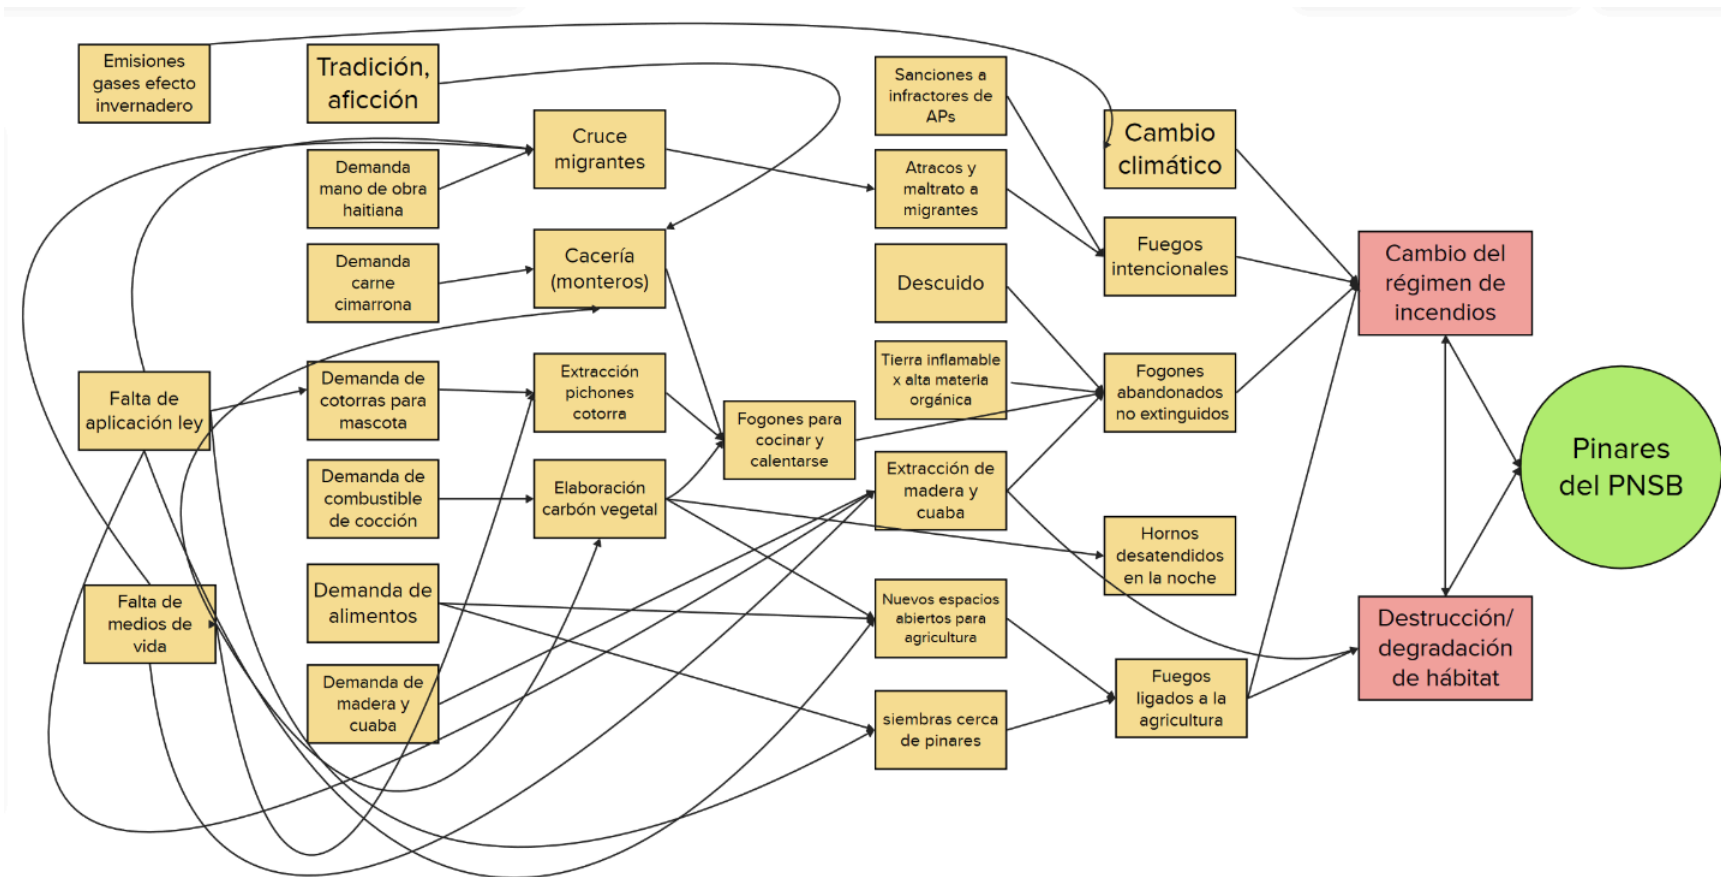 Emisiones
gases efecto
invernadero
Tradición,
aficción
Cruce
migrantes
Demanda
mano de obra
haitiana
Cacería
(monteros)
Demanda
carne
cimarrona
Falta de
aplicación ley
Demanda de
cotorras para
mascota
Extracción
pichones
cotorra
Demanda de
combustible
de cocción
Elaboración
carbón vegetal
Falta de
medios de
vida
Demanda de
alimentos
Demanda de
madera y
cuaba
Fogones para
cocinar y
calentarse
Sanciones a
infractores de
APs
Atracos y
maltrato a
migrantes
Descuido
Tierra inflamable
x alta materia
orgánica
Extracción de
madera y
cuaba
Nuevos espacios
abiertos para
agricultura
siembras cerca
de pinares
Cambio
climático
Fuegos
intencionales
Fogones
abandonados
no extinguidos
Hornos
desatendidos
en la noche
Fuegos
ligados a la
agricultura
Cambio del
régimen de
incendios
Destrucción/
degradación
de hábitat
Pinares
del PNSB